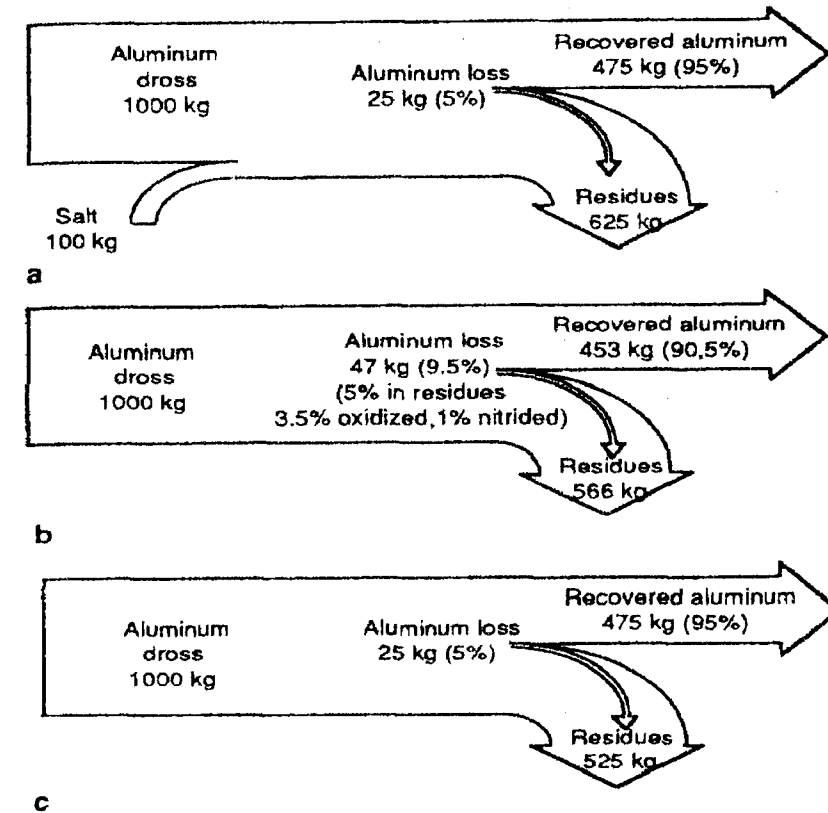 Aluminum
dross
1000 kg
Aluminum loss
25 kg (5%)
Recovered aluminum
475 kg (95%)
Residues
625 kg
Salt
100 kg
a
Aluminum
dross
1000 kg
Aluminum loss
47 kg (9.5%)
(5% in residues
3.5% oxidized,1% nitrided)
Recovered aluminum
453 kg (90,5%)
Residues
566 kg
b
Aluminum
dross
1000 kg
Aluminum loss
25 kg (5%)
Recovered aluminum
475 kg (95%)
Residues
525 kg
c